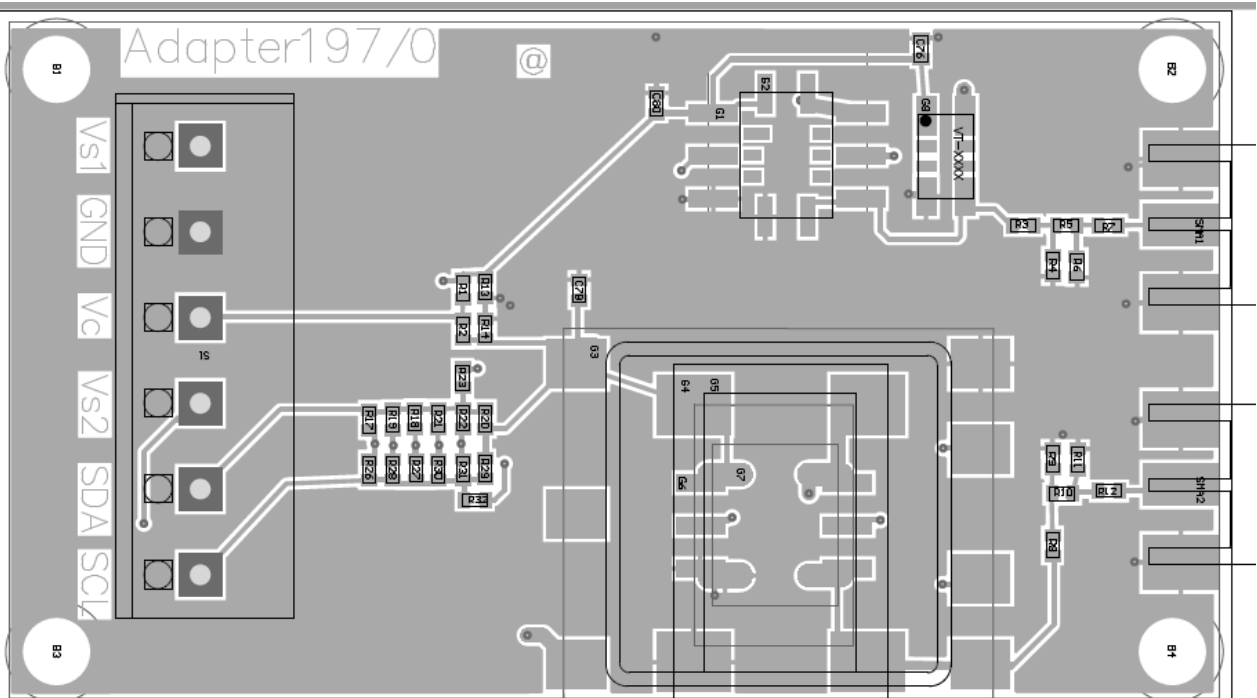 Adapter197/0
@
B1
B2
C76
C80
G2
G1
G8
VT-XXXX
Vs1
GND
Vc
Vs2
SDA
SCL
S1
R3
R5
R7
SMA1
R4
R6
R1
R13
C79
R2
R14
G3
R23
G4
G5
R17
R19
R18
R21
R22
R20
R26
R28
R27
R30
R31
R29
G6
G7
R9
R11
R10
R12
SMA2
R8
B3
B4